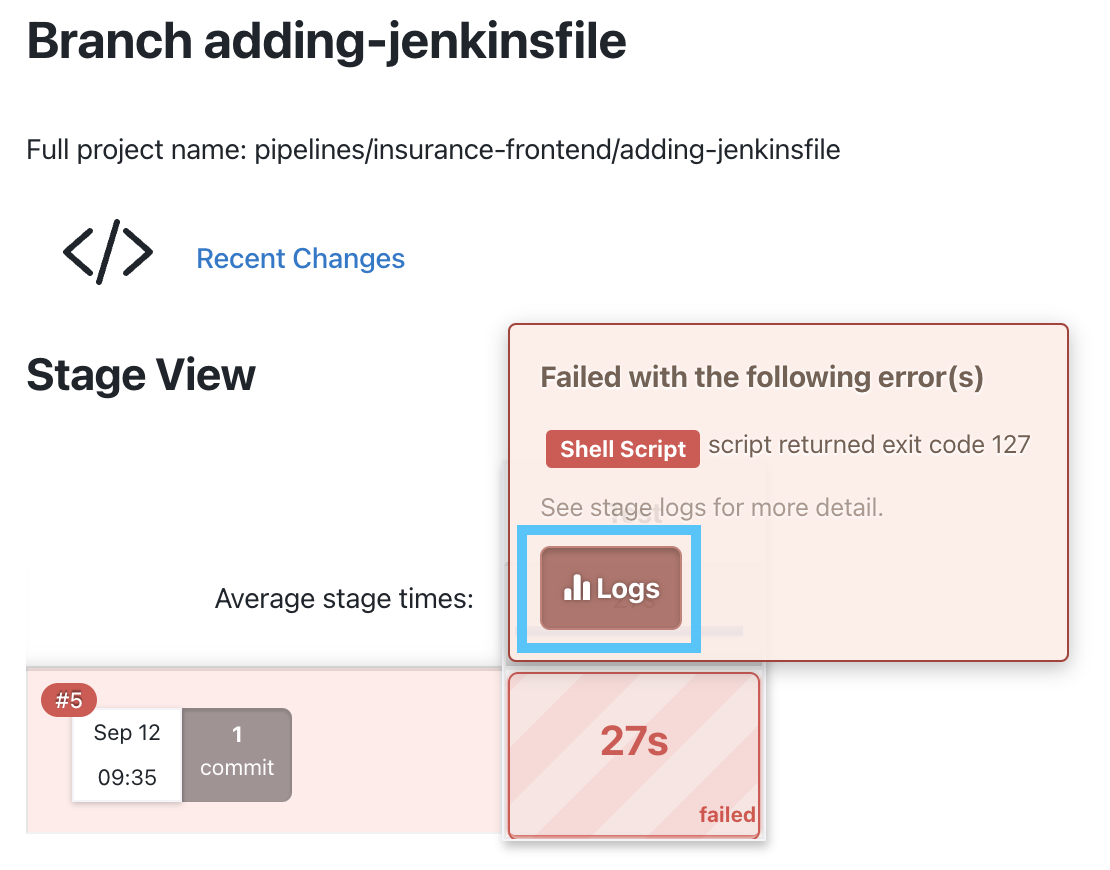 Branch adding-jenkinsfile
Full project name: pipelines/insurance-frontend/adding-jenkinsfile
</>
Recent Changes
Stage View
Failed with the following error(s)
Shell Script script returned exit code 127
See stage logs for more detail.
Test
Logs
Average stage times:
#5
Sep 12
09:35
1
commit
27s
failed